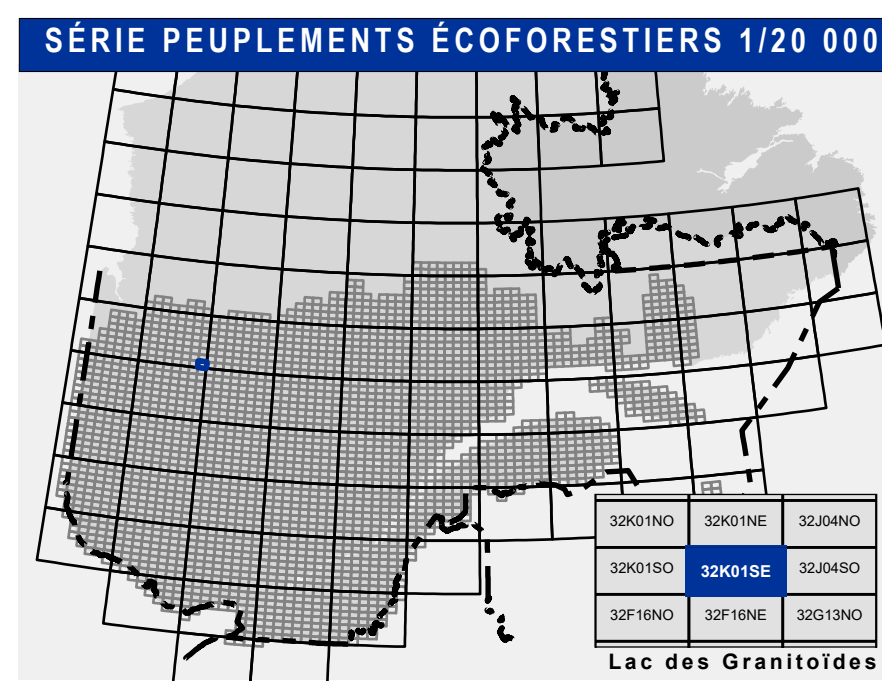 SÉRIE PEUPLEMENTS ÉCOFORESTIERS 1/20 000
32K01NO 32K01NE 32J04NO
32K01SO 32K01SE 32J04SO
32F16NO 32F16NE 32G13NO
Lac des Granitoïdes